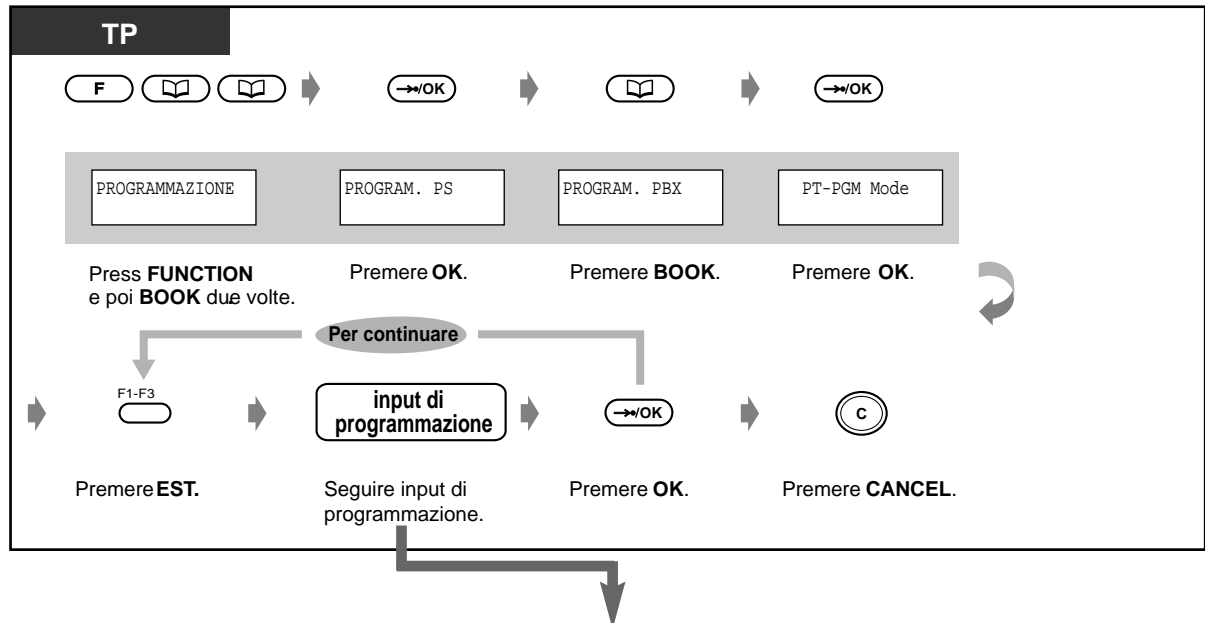 TP
F
→/OK
→/OK
PROGRAMMAZIONE
PROGRAM. PS
PROGRAM. PBX
PT-PGM Mode
Press FUNCTION
e poi BOOK due volte.
Premere OK.
Premere BOOK.
Premere OK.
Per continuare
F1-F3
input di
programmazione
→/OK
C
Premere EST.
Seguire input di
programmazione.
Premere OK.
Premere CANCEL.